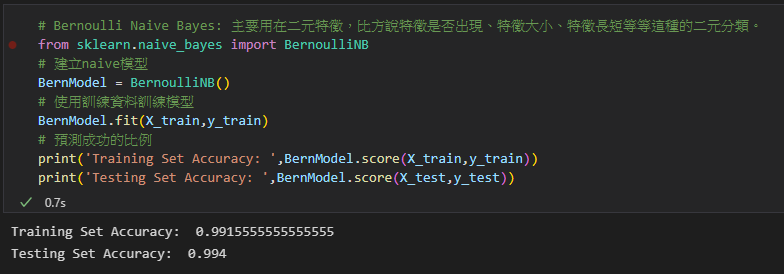 # Bernoulli Naive Bayes: 主要用在二元特徵，比方說特徵是否出現、特徵大小、特徵長短等等這種的二元分類。
from sklearn.naive_bayes import BernoulliNB
# 建立naive模型
BernModel = BernoulliNB()
# 使用訓練資料訓練模型
BernModel.fit(X_train,y_train)
# 預測成功的比例
print('Training Set Accuracy: ',BernModel.score(X_train,y_train))
print('Testing Set Accuracy: ',BernModel.score(X_test,y_test))
0.7s
Training Set Accuracy:  0.9915555555555555
Testing Set Accuracy:  0.994